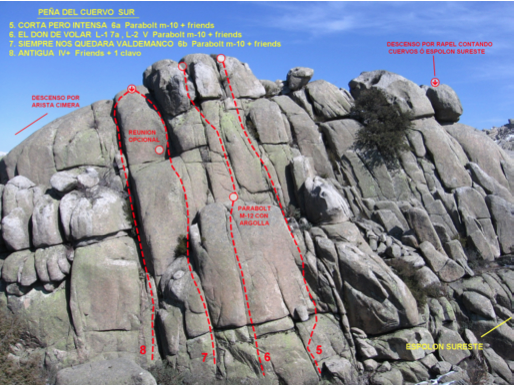 PEÑA DEL CUERVO SUR
5. CORTA PERO INTENSA 6a Parabolt m-10 + friends
6. EL DON DE VOLAR L-1 7a , L-2 V Parabolt m-10 + friends
7. SIEMPRE NOS QUEDARA VALDEMANCO 6b Parabolt m-10 + friends
8. ANTIGUA IV+ Friends + 1 clavo
DESCENSO POR RAPEL CONTANDO
CUERVOS O ESPOLON SURESTE
DESCENSO POR
ARISTA CIMERA
REUNION
OPCIONAL
PARABOLT
M-12 CON
ARGOLLA
ESPOLON SURESTE
8
7
6
5